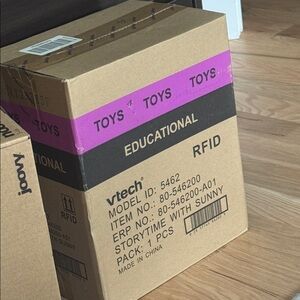 TOYS TOYS TOYS
EDUCATIONAL
RFID
vtech
MODEL ID: 5462
ITEM NO.: 80-546200
ERP NO.: 80-546200-A01
STORYTIME WITH SUNNY
PACK: 1 PCS
MADE IN CHINA
TOYS
RFID
joovy